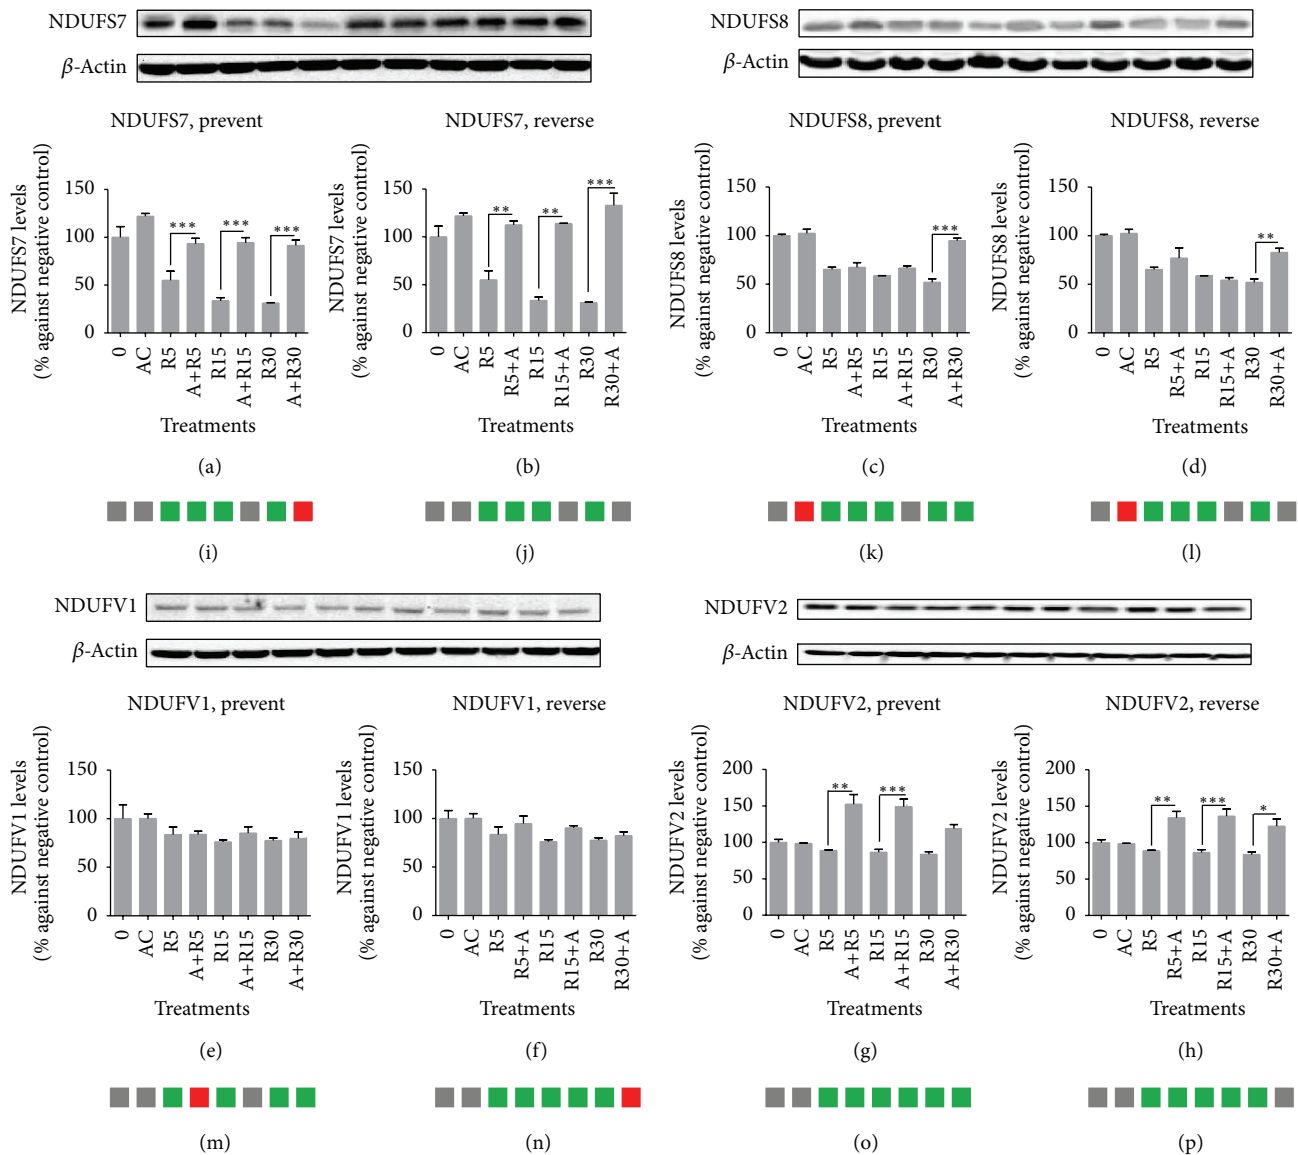 NDUFS7
β-Actin
NDUFS7, prevent
NDUFS7, reverse
NDUFS7 levels
(% against negative control)
150
100
50
0
0
AC
R5
A+R5
R15
A+R15
R30
A+R30
***
***
***
Treatments
(a)
NDUFS7 levels
(% against negative control)
150
100
50
0
0
AC
R5
R5+A
R15
R15+A
R30
R30+A
**
**
***
Treatments
(b)
NDUFS8
β-Actin
NDUFS8, prevent
NDUFS8, reverse
NDUFS8 levels
(% against negative control)
150
100
50
0
0
AC
R5
A+R5
R15
A+R15
R30
A+R30
***
Treatments
(c)
NDUFS8 levels
(% against negative control)
150
100
50
0
0
AC
R5
R5+A
R15
R15+A
R30
R30+A
**
Treatments
(d)
(i)
(j)
(k)
(l)
NDUFV1
β-Actin
NDUFV1, prevent
NDUFV1, reverse
NDUFV1 levels
(% against negative control)
150
100
50
0
0
AC
R5
A+R5
R15
A+R15
R30
A+R30
Treatments
(e)
NDUFV1 levels
(% against negative control)
150
100
50
0
0
AC
R5
R5+A
R15
R15+A
R30
R30+A
Treatments
(f)
NDUFV2
β-Actin
NDUFV2, prevent
NDUFV2, reverse
NDUFV2 levels
(% against negative control)
200
150
100
50
0
0
AC
R5
A+R5
R15
A+R15
R30
A+R30
**
***
Treatments
(g)
NDUFV2 levels
(% against negative control)
200
150
100
50
0
0
AC
R5
R5+A
R15
R15+A
R30
R30+A
**
***
*
Treatments
(h)
(m)
(n)
(o)
(p)